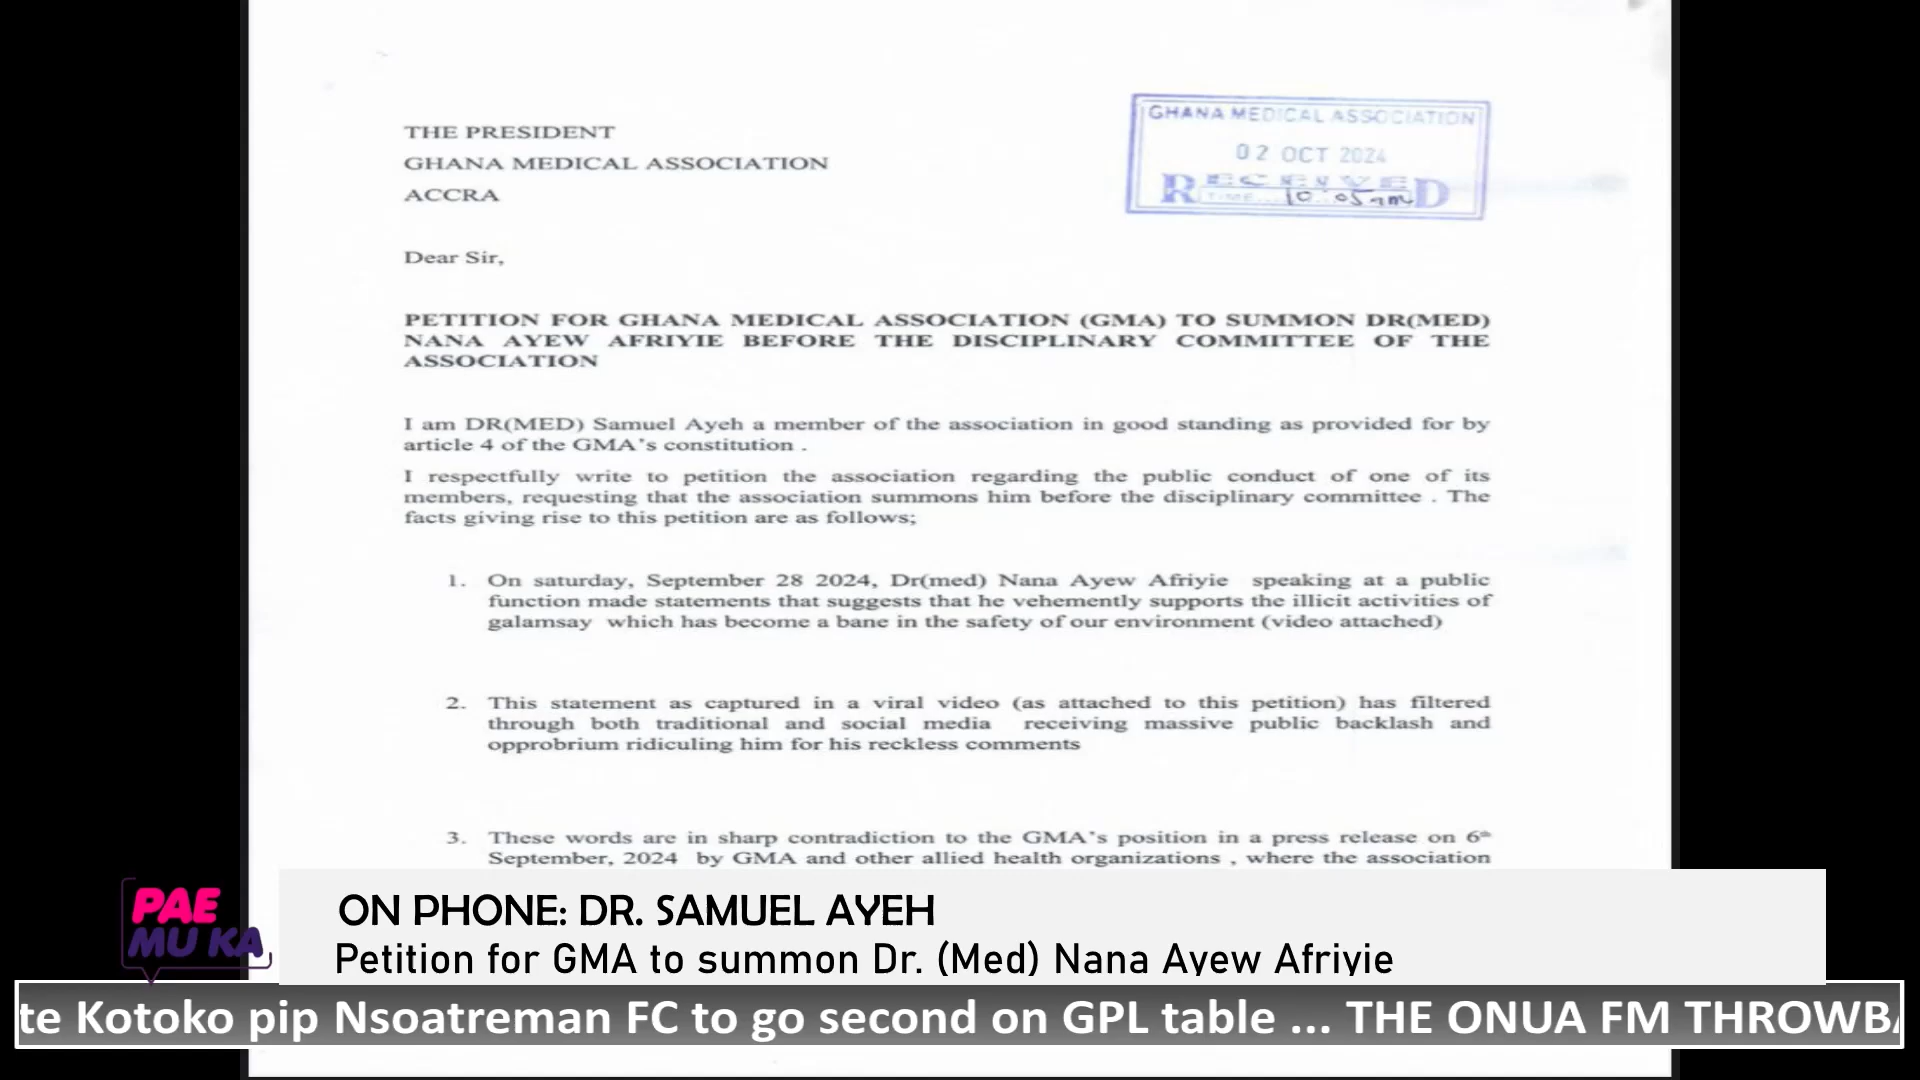 THE PRESIDENT
GHANA MEDICAL ASSOCIATION
ACCRA
GHANA MEDICAL ASSOCIATION
02 OCT 2024
RECEIVED
TIME... 10:05am
Dear Sir,
PETITION FOR GHANA MEDICAL ASSOCIATION (GMA) TO SUMMON DR(MED)
NANA AYEW AFRIYIE BEFORE THE DISCIPLINARY COMMITTEE OF THE
ASSOCIATION
I am DR(MED) Samuel Ayeh a member of the association in good standing as provided for by
article 4 of the GMA's constitution .
I respectfully write to petition the association regarding the public conduct of one of its
members, requesting that the association summons him before the disciplinary committee . The
facts giving rise to this petition are as follows;
1. On saturday, September 28 2024, Dr(med) Nana Ayew Afriyie speaking at a public
function made statements that suggests that he vehemently supports the illicit activities of
galamsay which has become a bane in the safety of our environment (video attached)
2. This statement as captured in a viral video (as attached to this petition) has filtered
through both traditional and social media receiving massive public backlash and
opprobrium ridiculing him for his reckless comments
3. These words are in sharp contradiction to the GMA's position in a press release on 6th
September, 2024 by GMA and other allied health organizations , where the association
PAE
MU KA
ON PHONE: DR. SAMUEL AYEH
Petition for GMA to summon Dr. (Med) Nana Ayew Afriyie
te Kotoko pip Nsoatreman FC to go second on GPL table ... THE ONUA FM THROWBA